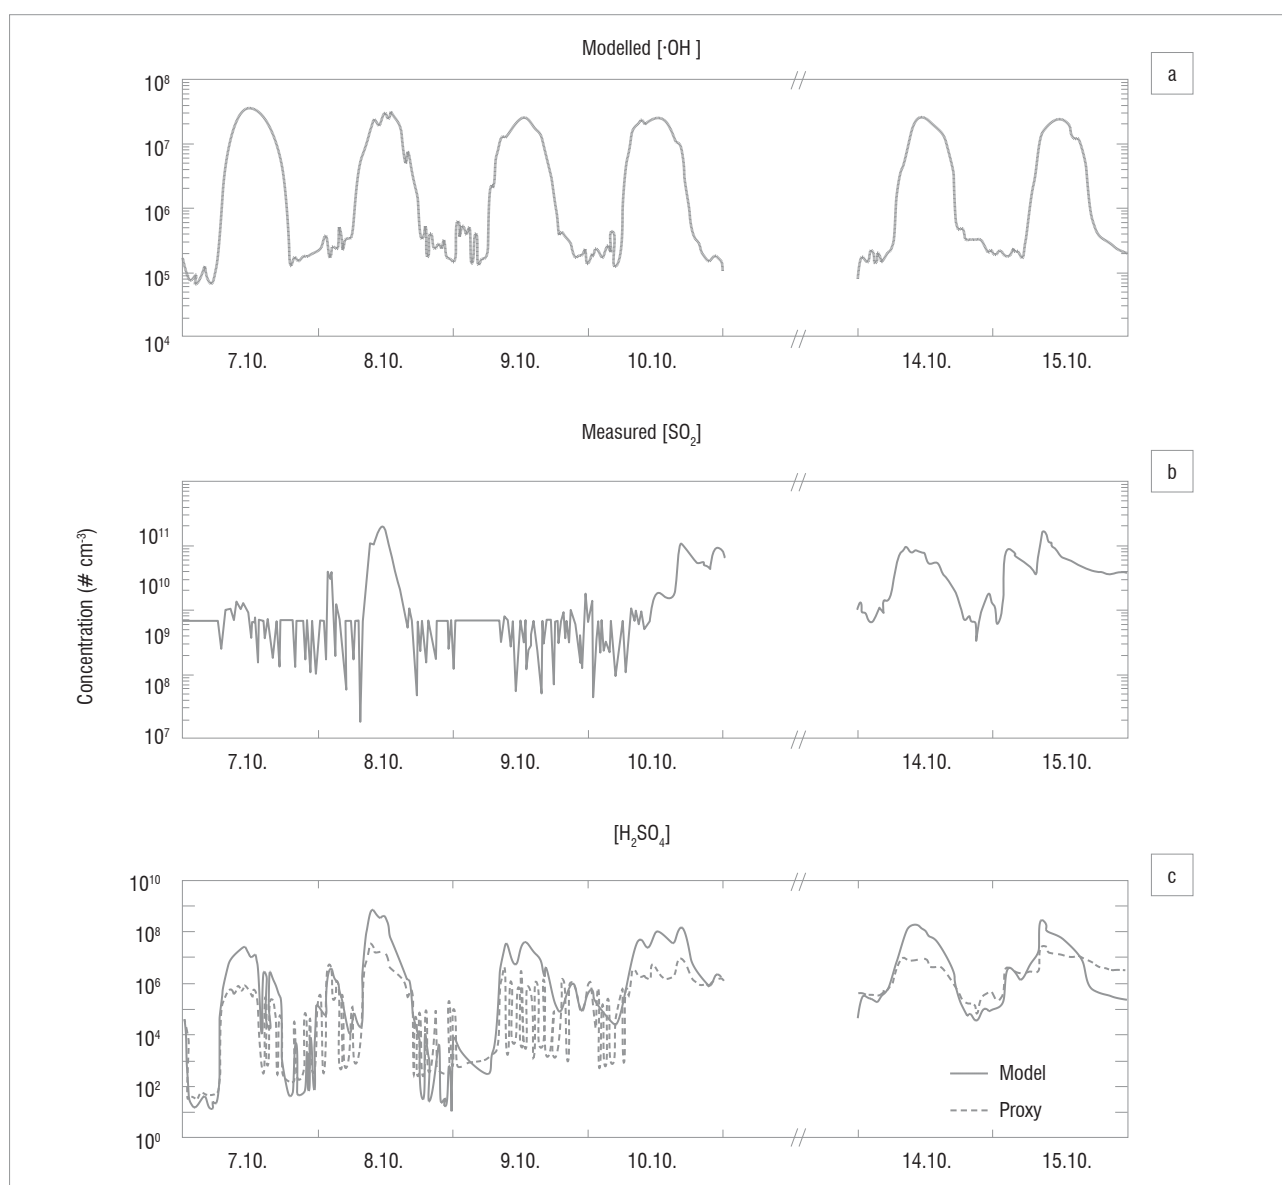 Modelled [·OH ]
a
10⁸
10⁷
10⁶
10⁵
10⁴
7.10. 8.10. 9.10. 10.10. 14.10. 15.10.
Measured [SO₂]
b
Concentration (# cm⁻³)
10¹¹
10¹⁰
10⁹
10⁸
10⁷
7.10. 8.10. 9.10. 10.10. 14.10. 15.10.
[H₂SO₄]
c
10¹⁰
10⁸
10⁶
10⁴
10²
10⁰
Model
Proxy
7.10. 8.10. 9.10. 10.10. 14.10. 15.10.